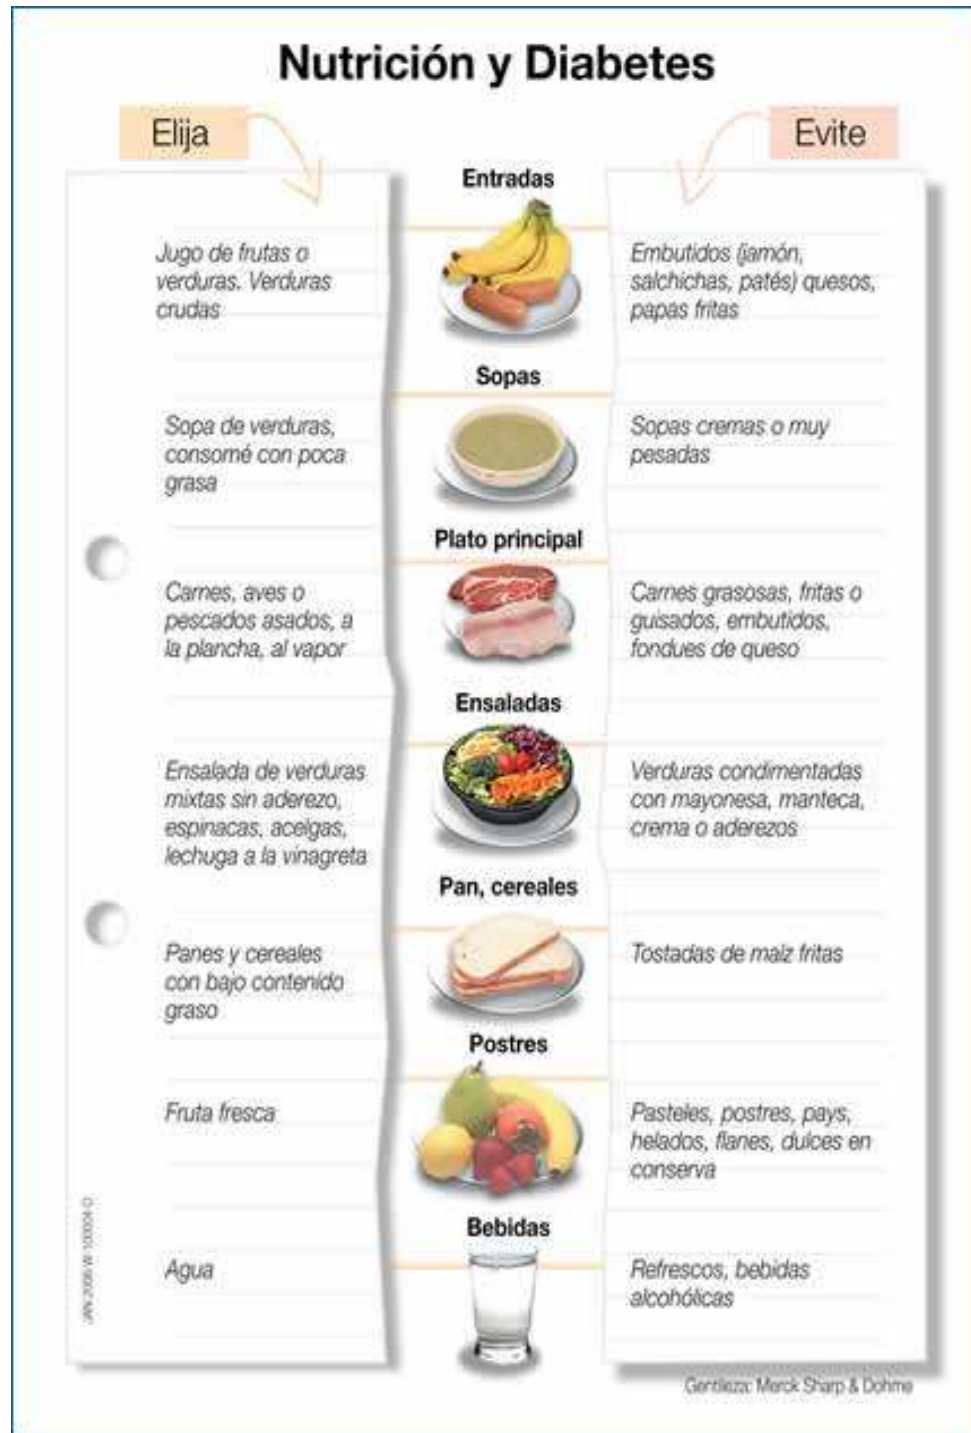 Nutrición y Diabetes
Elija
Evite
Entradas
Jugo de frutas o
verduras. Verduras
crudas
Embutidos (jamón,
salchichas, patés) quesos,
papas fritas
Sopas
Sopa de verduras,
consomé con poca
grasa
Sopas cremas o muy
pesadas
Plato principal
Carnes, aves o
pescados asados, a
la plancha, al vapor
Carnes grasosas, fritas o
guisados, embutidos,
fondues de queso
Ensaladas
Ensalada de verduras
mixtas sin aderezo,
espinacas, acelgas,
lechuga a la vinagreta
Verduras condimentadas
con mayonesa, manteca,
crema o aderezos
Pan, cereales
Panes y cereales
con bajo contenido
graso
Tostadas de maíz fritas
Postres
Fruta fresca
Pasteles, postres, pays,
helados, flanes, dulces en
conserva
Bebidas
Agua
Refrescos, bebidas
alcohólicas
Gentileza: Merck Sharp & Dohme